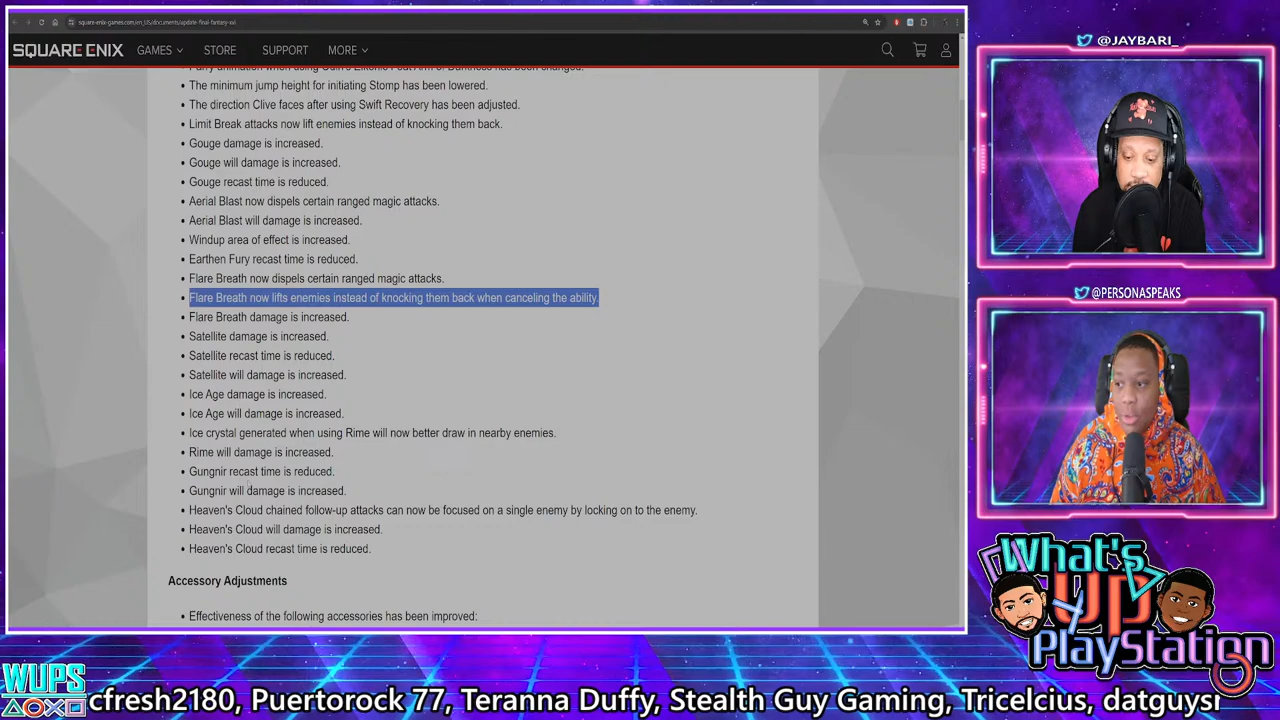 square-enix-games.com/en_US/documents/update-final-fantasy-xvi
SQUARE ENIX
GAMES
STORE
SUPPORT
MORE
• The minimum jump height for initiating Stomp has been lowered.
• The direction Clive faces after using Swift Recovery has been adjusted.
• Limit Break attacks now lift enemies instead of knocking them back.
• Gouge damage is increased.
• Gouge will damage is increased.
• Gouge recast time is reduced.
• Aerial Blast now dispels certain ranged magic attacks.
• Aerial Blast will damage is increased.
• Windup area of effect is increased.
• Earthen Fury recast time is reduced.
• Flare Breath now dispels certain ranged magic attacks.
• Flare Breath now lifts enemies instead of knocking them back when canceling the ability.
• Flare Breath damage is increased.
• Satellite damage is increased.
• Satellite recast time is reduced.
• Satellite will damage is increased.
• Ice Age damage is increased.
• Ice Age will damage is increased.
• Ice crystal generated when using Rime will now better draw in nearby enemies.
• Rime will damage is increased.
• Gungnir recast time is reduced.
• Gungnir will damage is increased.
• Heaven's Cloud chained follow-up attacks can now be focused on a single enemy by locking on to the enemy.
• Heaven's Cloud will damage is increased.
• Heaven's Cloud recast time is reduced.
Accessory Adjustments
• Effectiveness of the following accessories has been improved:
@JAYBARI_
@PERSONASPEAKS
What's
Up
PlayStation
WUPS
cfresh2180, Puertorock 77, Teranna Duffy, Stealth Guy Gaming, Tricelcius, datguysr